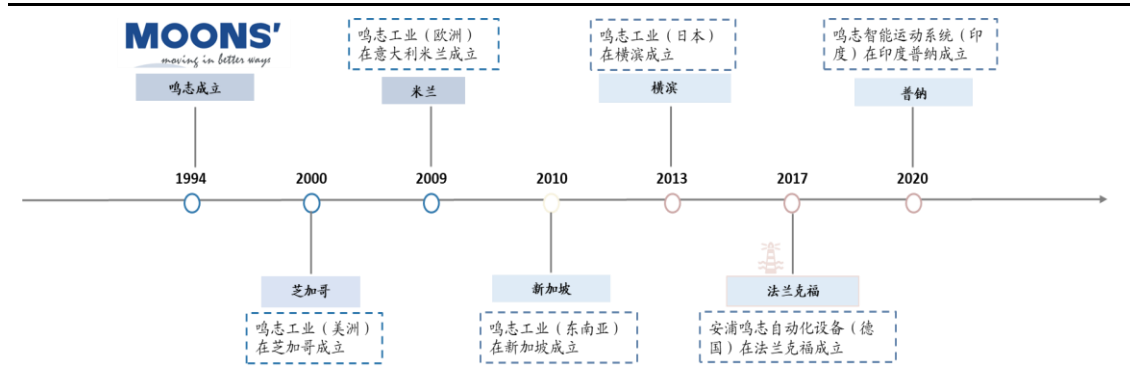 MOONS'
moving in better ways
鸣志成立
鸣志工业（欧洲）
在意大利米兰成立
米兰
鸣志工业（日本）
在横滨成立
横滨
鸣志智能运动系统（印
度）在印度普纳成立
普钠
1994
2000
2009
2010
2013
2017
2020
芝加哥
鸣志工业（美洲）
在芝加哥成立
新加坡
鸣志工业（东南亚）
在新加坡成立
法兰克福
安浦鸣志自动化设备（德
国）在法兰克福成立